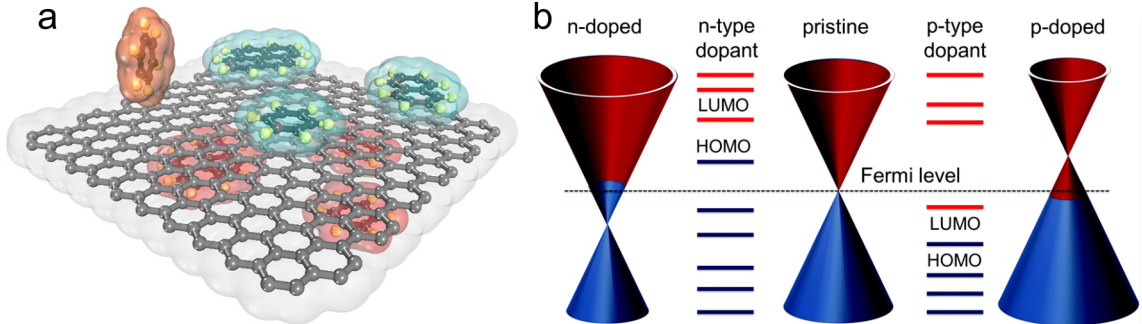 a
b
n-doped
n-type
dopant
pristine
p-type
dopant
p-doped
LUMO
HOMO
Fermi level
LUMO
HOMO